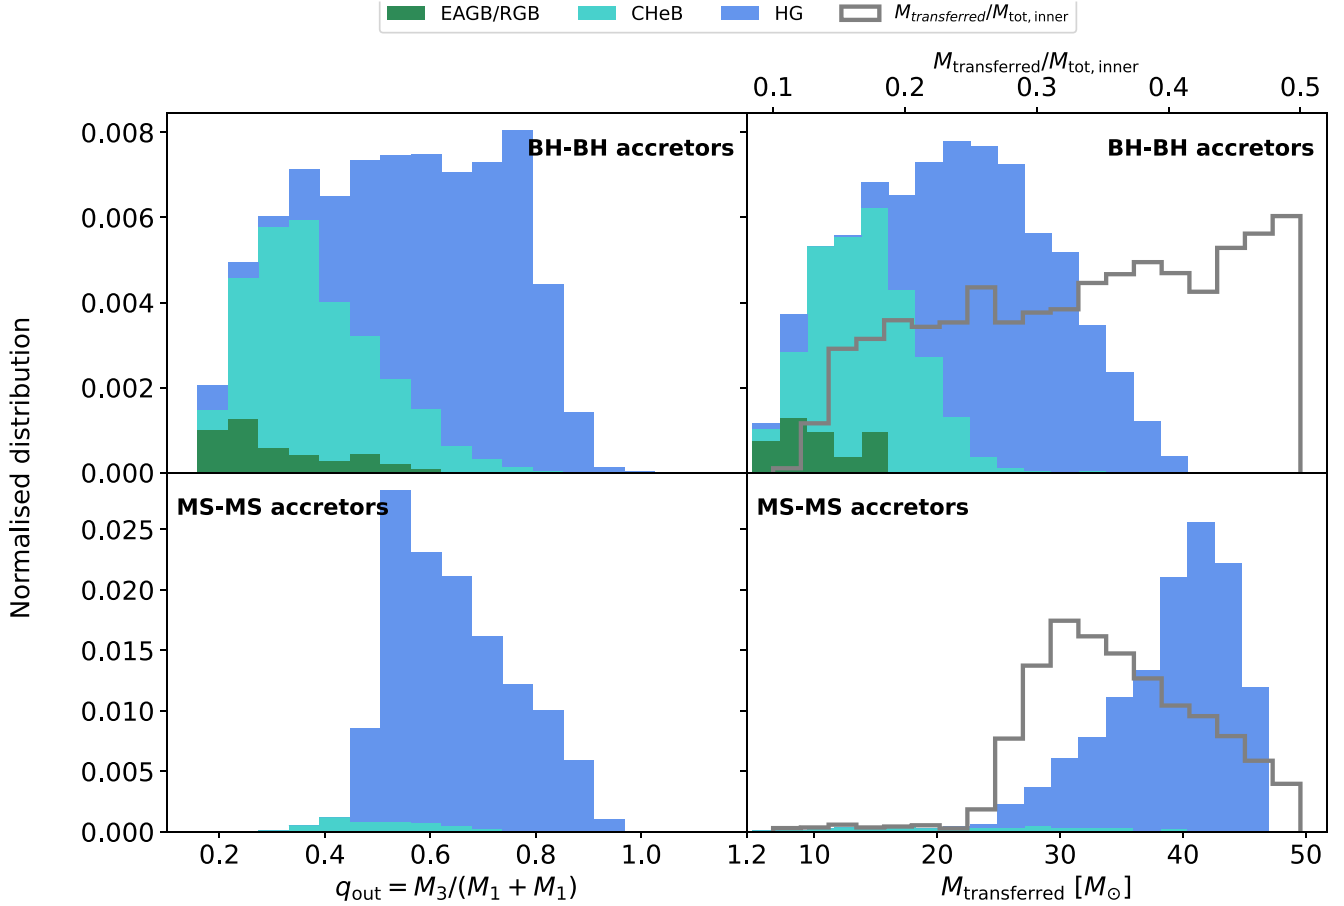 EAGB/RGB CHeB HG M_transferred/M_tot, inner
M_transferred/M_tot, inner
0.1 0.2 0.3 0.4 0.5
BH-BH accretors BH-BH accretors
0.008
0.006
0.004
0.002
0.000
Normalised distribution
MS-MS accretors MS-MS accretors
0.025
0.020
0.015
0.010
0.005
0.000
0.2 0.4 0.6 0.8 1.0 1.2 10 20 30 40 50
q_out = M_3/(M_1 + M_1) M_transferred [M_⊙]